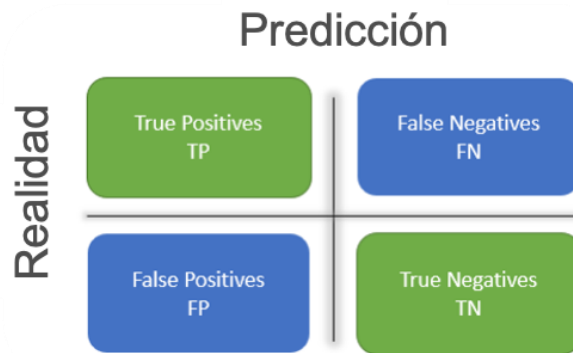 Predicción
Realidad
True Positives
TP
False Negatives
FN
False Positives
FP
True Negatives
TN